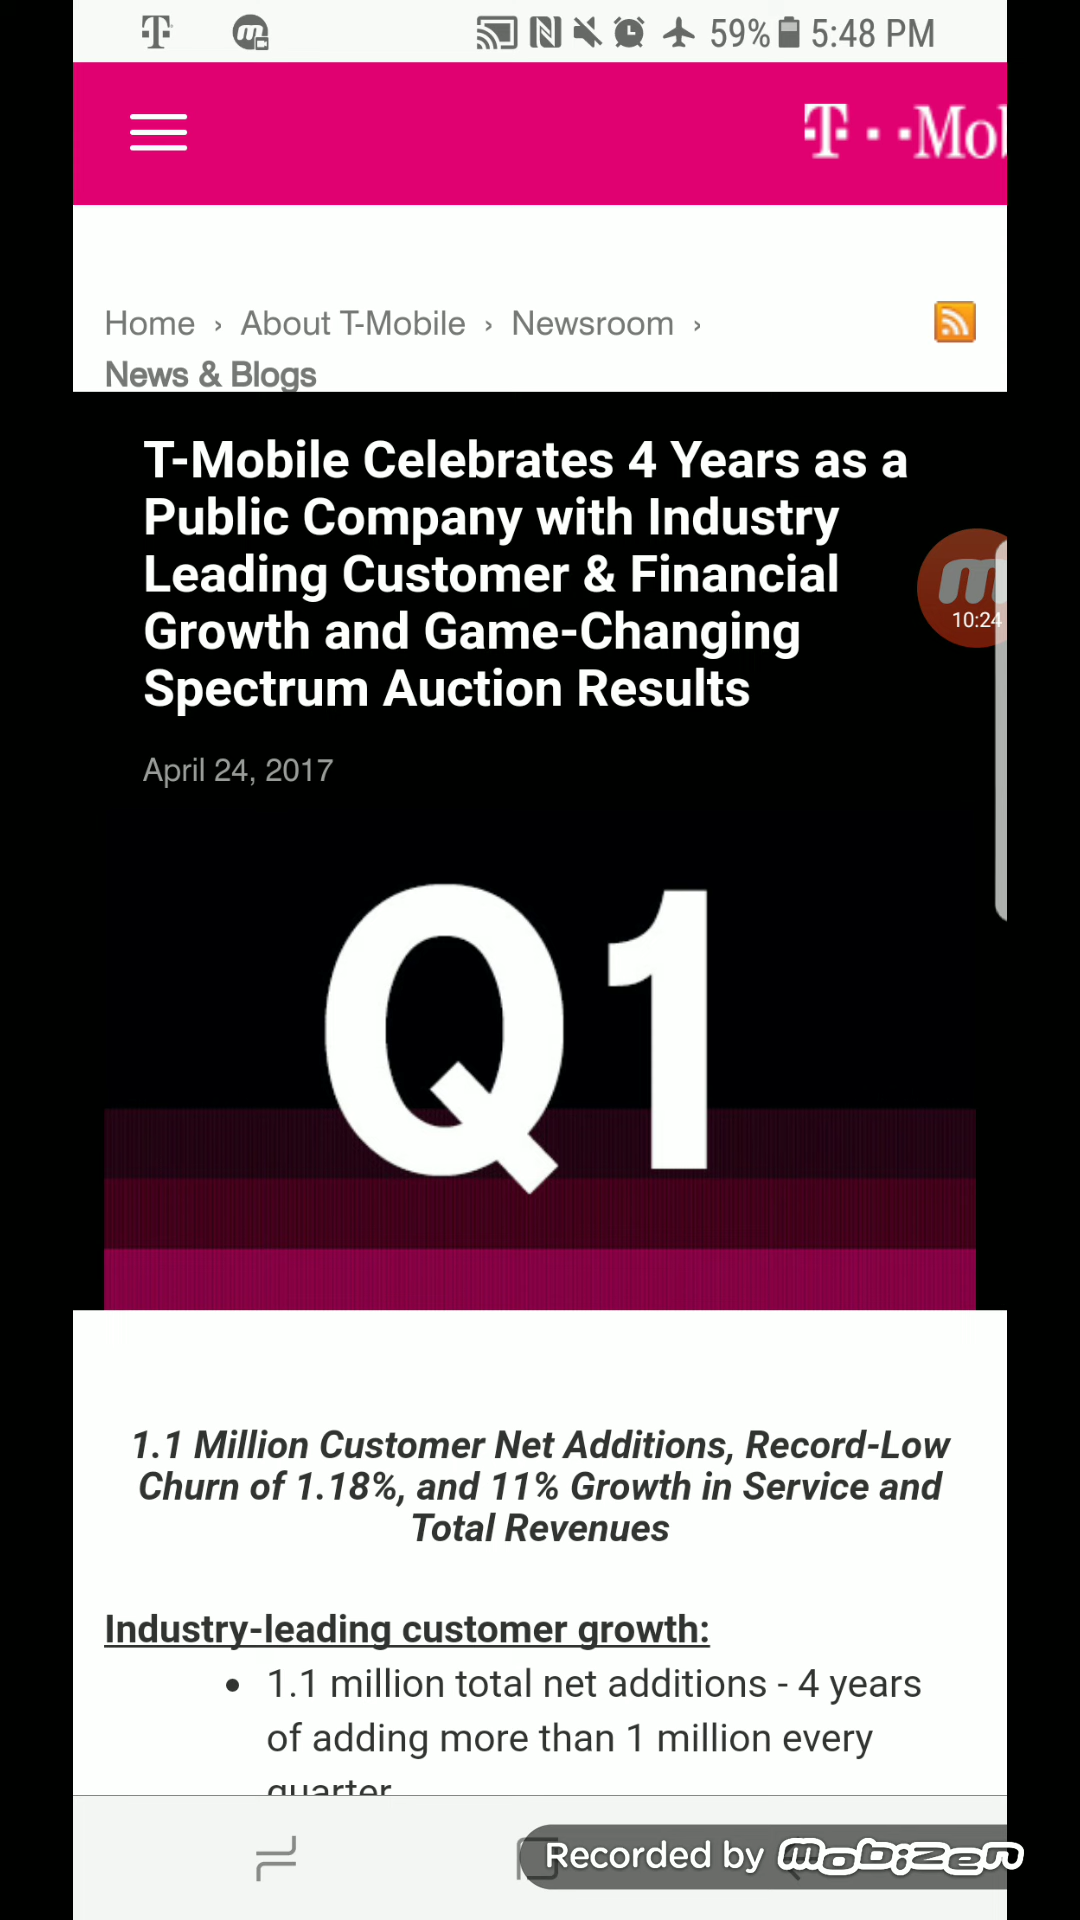 59% 5:48 PM
T··Mo
Home › About T-Mobile › Newsroom ›
News & Blogs
T-Mobile Celebrates 4 Years as a
Public Company with Industry
Leading Customer & Financial
Growth and Game-Changing
Spectrum Auction Results
10:24
April 24, 2017
Q1
1.1 Million Customer Net Additions, Record-Low
Churn of 1.18%, and 11% Growth in Service and
Total Revenues
Industry-leading customer growth:
• 1.1 million total net additions - 4 years
of adding more than 1 million every
quarter
Recorded by mobizen